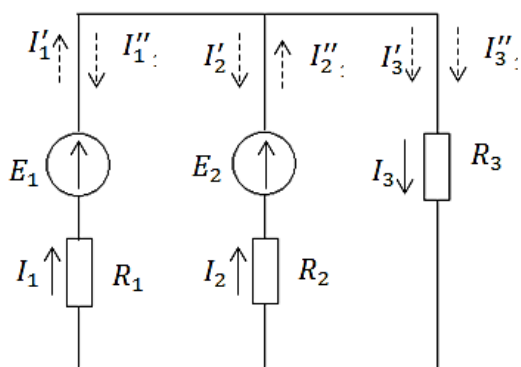 I′₁ I″₁ I′₂ I″₂ I′₃ I″₃
E₁ E₂ I₃ R₃
I₁ R₁ I₂ R₂